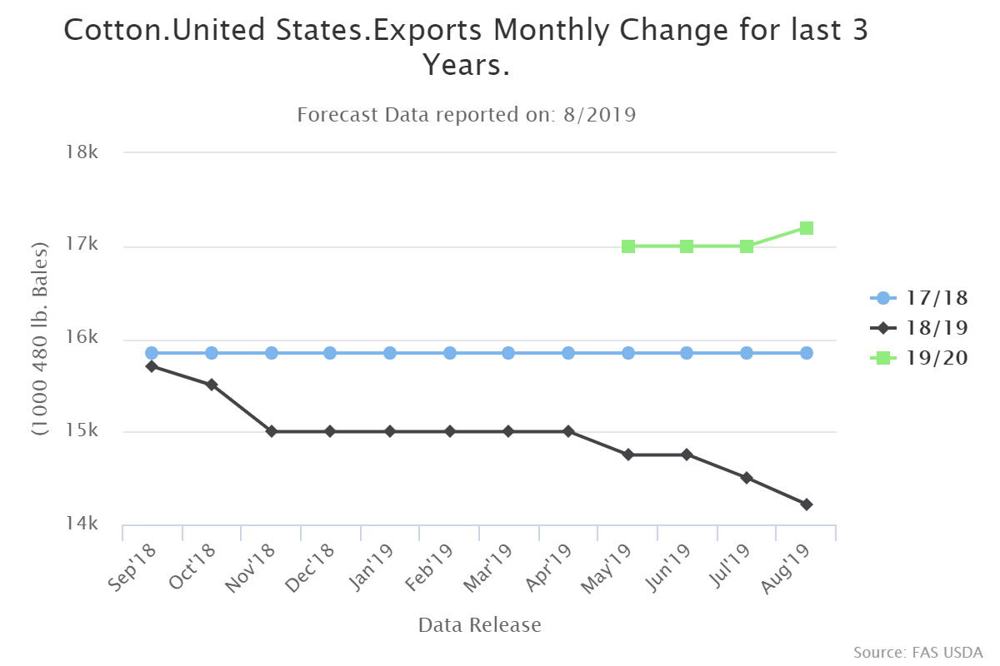 Cotton.United States.Exports Monthly Change for last 3
Years.
Forecast Data reported on: 8/2019
(1000 480 lb. Bales)
18k
17k
16k
15k
14k
17/18
18/19
19/20
Sep'18
Oct'18
Nov'18
Dec'18
Jan'19
Feb'19
Mar'19
Apr'19
May'19
Jun'19
Jul'19
Aug'19
Data Release
Source: FAS USDA